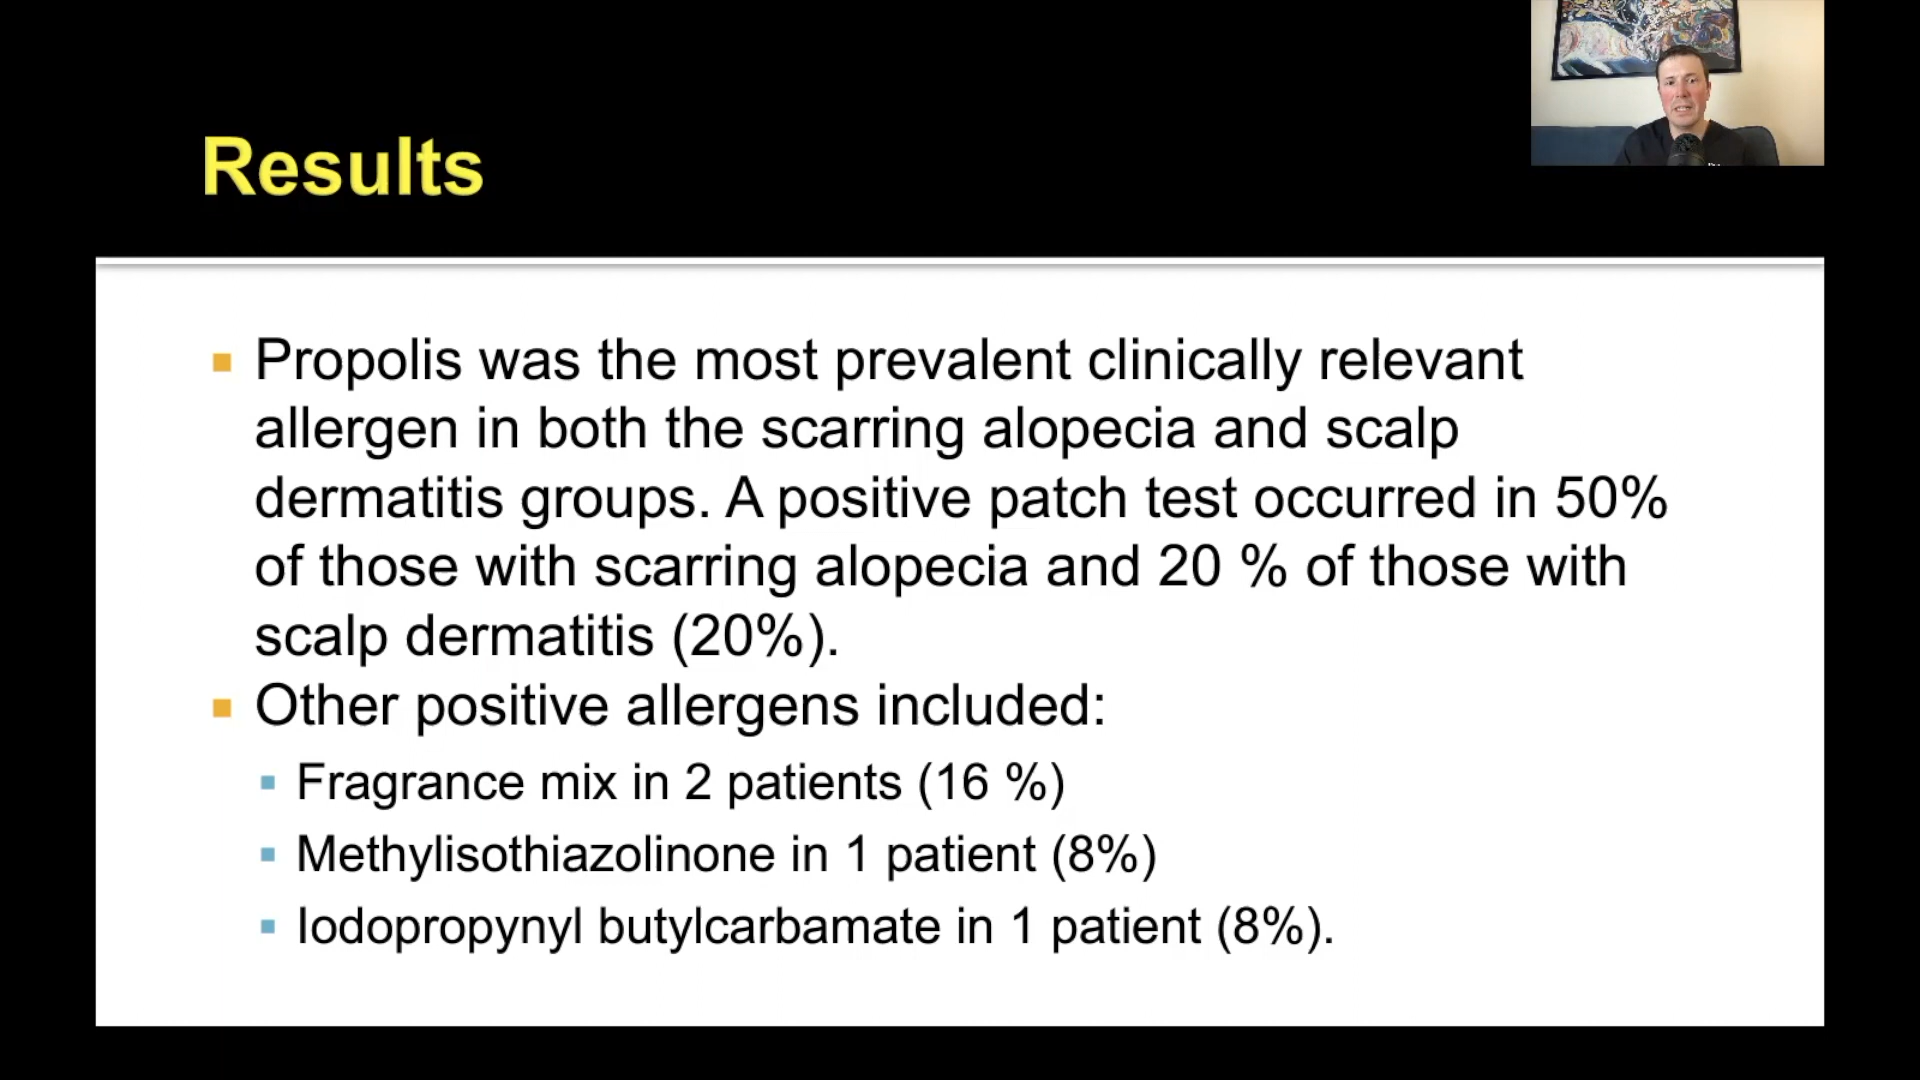 Results
Propolis was the most prevalent clinically relevant
allergen in both the scarring alopecia and scalp
dermatitis groups. A positive patch test occurred in 50%
of those with scarring alopecia and 20 % of those with
scalp dermatitis (20%).
Other positive allergens included:
Fragrance mix in 2 patients (16 %)
Methylisothiazolinone in 1 patient (8%)
Iodopropynyl butylcarbamate in 1 patient (8%).